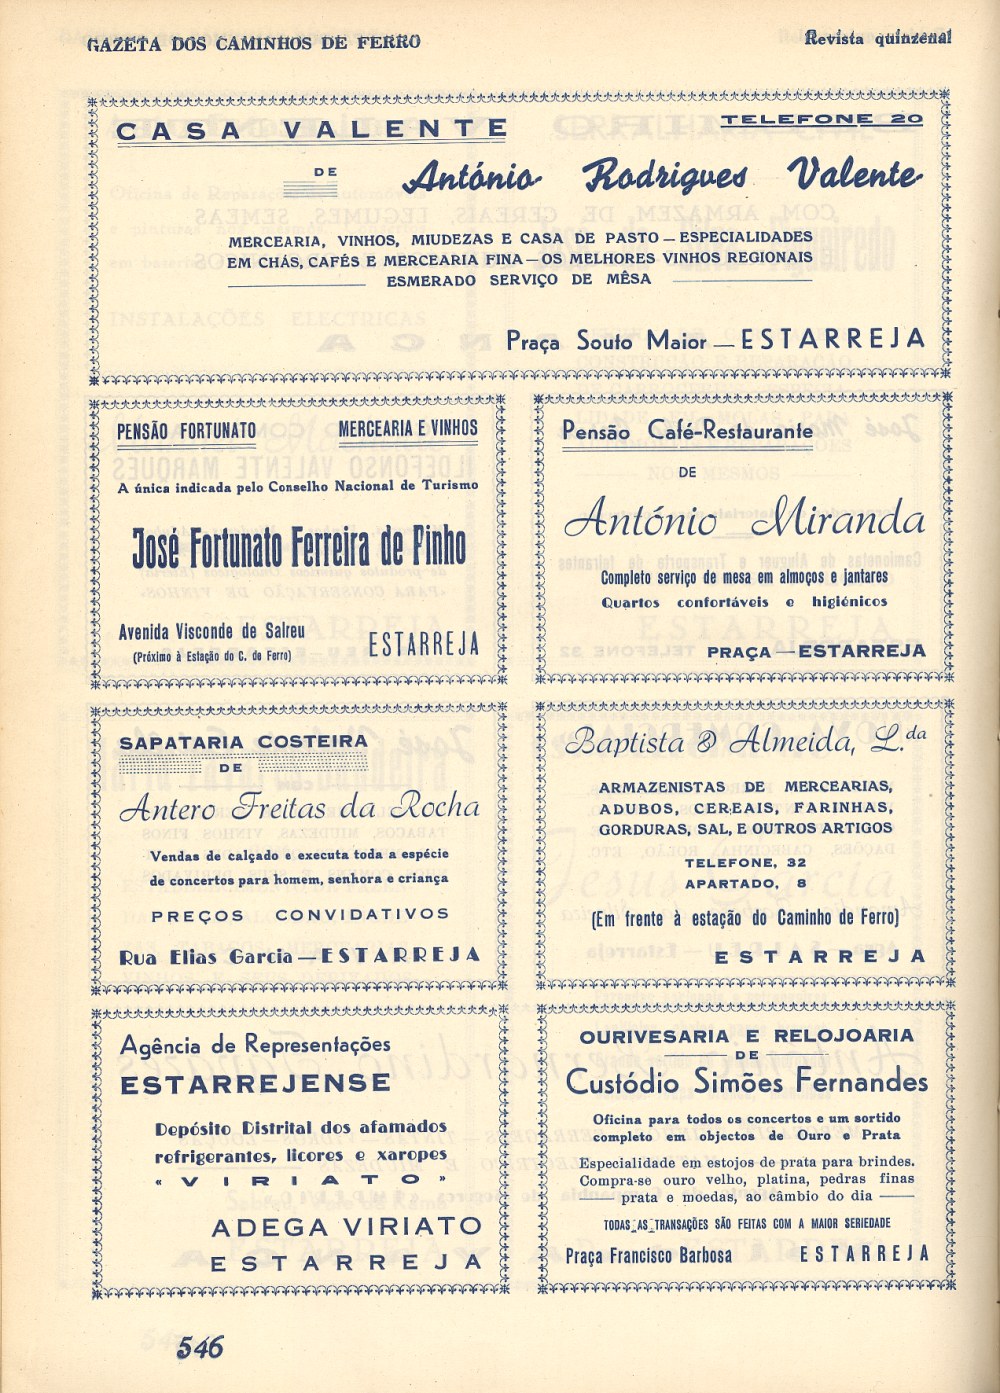 GAZETA DOS CAMINHOS DE FERRO
Revista quinzenal
CASA VALENTE
TELEFONE 20
DE
António Rodrigues Valente
MERCEARIA, VINHOS, MIUDEZAS E CASA DE PASTO — ESPECIALIDADES
EM CHÁS, CAFÉS E MERCEARIA FINA — OS MELHORES VINHOS REGIONAIS
ESMERADO SERVIÇO DE MÊSA
Praça Souto Maior — ESTARREJA
PENSÃO FORTUNATO
MERCEARIA E VINHOS
A única indicada pelo Conselho Nacional de Turismo
José Fortunato Ferreira de Pinho
Avenida Visconde de Salreu
(Próximo à Estação do C. de Ferro)
ESTARREJA
Pensão Café-Restaurante
DE
António Miranda
Completo serviço de mesa em almoços e jantares
Quartos confortáveis e higiénicos
PRAÇA — ESTARREJA
SAPATARIA COSTEIRA
DE
Antero Freitas da Rocha
Vendas de calçado e executa toda a espécie
de concertos para homem, senhora e criança
PREÇOS CONVIDATIVOS
Rua Elias Garcia — ESTARREJA
Baptista & Almeida, L.da
ARMAZENISTAS DE MERCEARIAS,
ADUBOS, CEREAIS, FARINHAS,
GORDURAS, SAL, E OUTROS ARTIGOS
TELEFONE, 32
APARTADO, 8
(Em frente à estação do Caminho de Ferro)
ESTARREJA
Agência de Representações
ESTARREJENSE
Depósito Distrital dos afamados
refrigerantes, licores e xaropes
« VIRIATO »
ADEGA VIRIATO
ESTARREJA
OURIVESARIA E RELOJOARIA
DE
Custódio Simões Fernandes
Oficina para todos os concertos e um sortido
completo em objectos de Ouro e Prata
Especialidade em estojos de prata para brindes.
Compra-se ouro velho, platina, pedras finas
prata e moedas, ao câmbio do dia
TODAS AS TRANSAÇÕES SÃO FEITAS COM A MAIOR SERIEDADE
Praça Francisco Barbosa
ESTARREJA
546